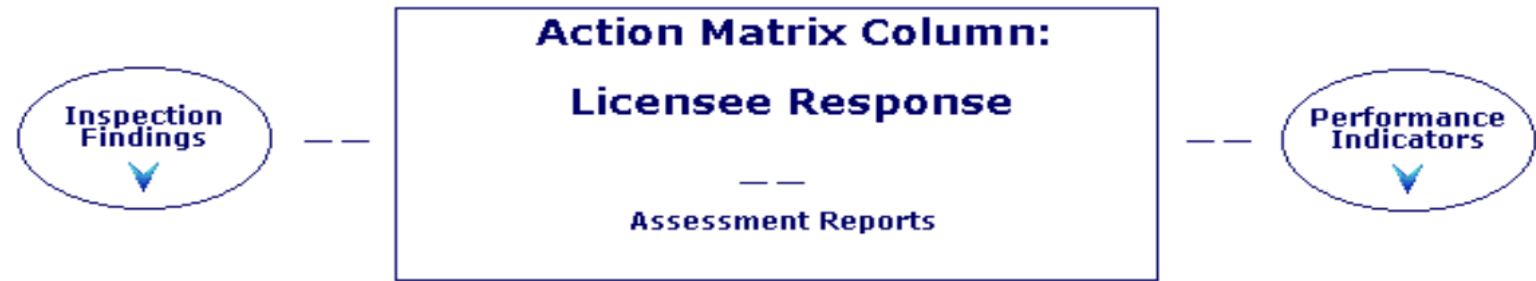 Action Matrix Column:
Licensee Response
Inspection
Findings
Performance
Indicators
Assessment Reports